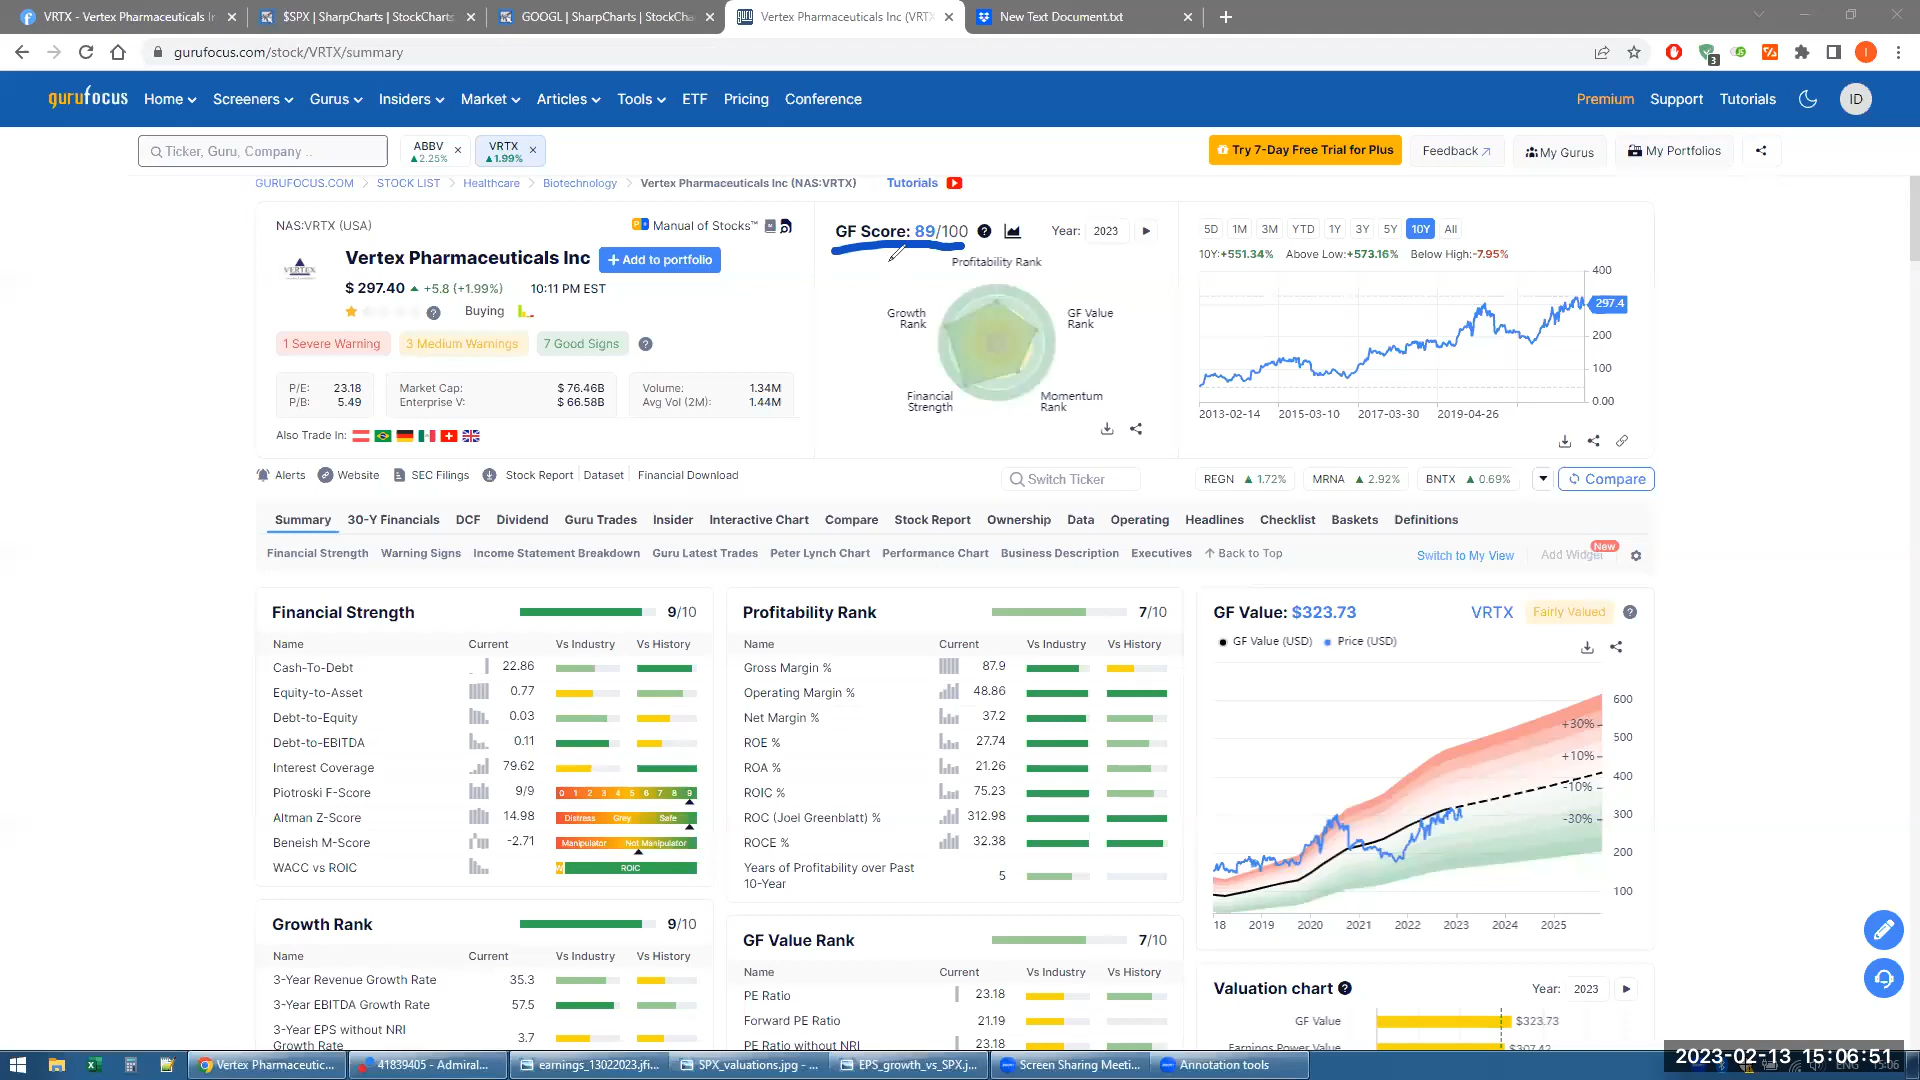 VRTX - Vertex Pharmaceuticals In
$SPX | SharpCharts | StockCharts
GOOGL | SharpCharts | StockCha
Vertex Pharmaceuticals Inc (VRTX
New Text Document.txt
gurufocus.com/stock/VRTX/summary
3
gurufocus
Home
Screeners
Gurus
Insiders
Market
Articles
Tools
ETF
Pricing
Conference
Premium
Support
Tutorials
ID
Ticker, Guru, Company ..
ABBV
▲2.25%
VRTX
▲1.99%
Try 7-Day Free Trial for Plus
Feedback
My Gurus
My Portfolios
GURUFOCUS.COM > STOCK LIST > Healthcare > Biotechnology > Vertex Pharmaceuticals Inc (NAS:VRTX)
Tutorials
NAS:VRTX (USA)
Manual of Stocks™
Vertex Pharmaceuticals Inc
+ Add to portfolio
VERTEX
$ 297.40 ▲ +5.8 (+1.99%) 10:11 PM EST
Buying
1 Severe Warning
3 Medium Warnings
7 Good Signs
P/E: 23.18
P/B: 5.49
Market Cap: $ 76.46B
Enterprise V: $ 66.58B
Volume: 1.34M
Avg Vol (2M): 1.44M
Also Trade In:
GF Score: 89/100
Year: 2023
Profitability Rank
Growth Rank
GF Value Rank
Financial Strength
Momentum Rank
5D 1M 3M YTD 1Y 3Y 5Y 10Y All
10Y:+551.34% Above Low:+573.16% Below High:-7.95%
400
297.4
200
100
0.00
2013-02-14 2015-03-10 2017-03-30 2019-04-26
Alerts
Website
SEC Filings
Stock Report
Dataset
Financial Download
Switch Ticker
REGN ▲ 1.72%
MRNA ▲ 2.92%
BNTX ▲ 0.69%
Compare
Summary 30-Y Financials DCF Dividend Guru Trades Insider Interactive Chart Compare Stock Report Ownership Data Operating Headlines Checklist Baskets Definitions
Financial Strength Warning Signs Income Statement Breakdown Guru Latest Trades Peter Lynch Chart Performance Chart Business Description Executives Back to Top
Switch to My View
Add Widget
New
Financial Strength 9/10
Name Current Vs Industry Vs History
Cash-To-Debt 22.86
Equity-to-Asset 0.77
Debt-to-Equity 0.03
Debt-to-EBITDA 0.11
Interest Coverage 79.62
Piotroski F-Score 9/9 0 1 2 3 4 5 6 7 8 9
Altman Z-Score 14.98 Distress Grey Safe
Beneish M-Score -2.71 Manipulator Not Manipulator
WACC vs ROIC W ROIC
Growth Rank 9/10
Name Current Vs Industry Vs History
3-Year Revenue Growth Rate 35.3
3-Year EBITDA Growth Rate 57.5
3-Year EPS without NRI
Growth Rate 3.7
Profitability Rank 7/10
Name Current Vs Industry Vs History
Gross Margin % 87.9
Operating Margin % 48.86
Net Margin % 37.2
ROE % 27.74
ROA % 21.26
ROIC % 75.23
ROC (Joel Greenblatt) % 312.98
ROCE % 32.38
Years of Profitability over Past
10-Year 5
GF Value Rank 7/10
Name Current Vs Industry Vs History
PE Ratio 23.18
Forward PE Ratio 21.19
PE Ratio without NRI 23.18
GF Value: $323.73
VRTX
Fairly Valued
GF Value (USD) Price (USD)
+30%
+10%
-10%
-30%
600
500
400
300
200
100
18 2019 2020 2021 2022 2023 2024 2025
Valuation chart
Year: 2023
GF Value $323.73
Earnings Power Value $307.42
Vertex Pharmaceutic...
41839405 - Admiral...
earnings_13022023.jfi...
SPX_valuations.jpg - ...
EPS_growth_vs_SPX.j...
Screen Sharing Meeti...
Annotation tools
2023-02-13 15:06:51
ENG 15:06